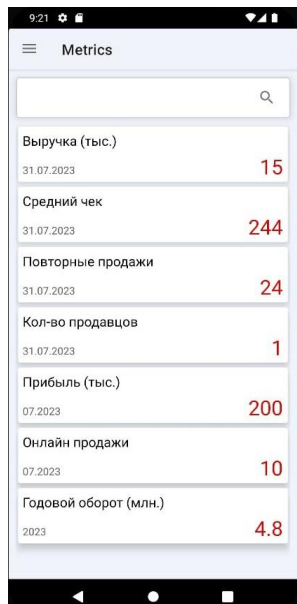 9:21
Metrics
Выручка (тыс.)
31.07.2023
15
Средний чек
31.07.2023
244
Повторные продажи
31.07.2023
24
Кол-во продавцов
31.07.2023
1
Прибыль (тыс.)
07.2023
200
Онлайн продажи
07.2023
10
Годовой оборот (млн.)
2023
4.8